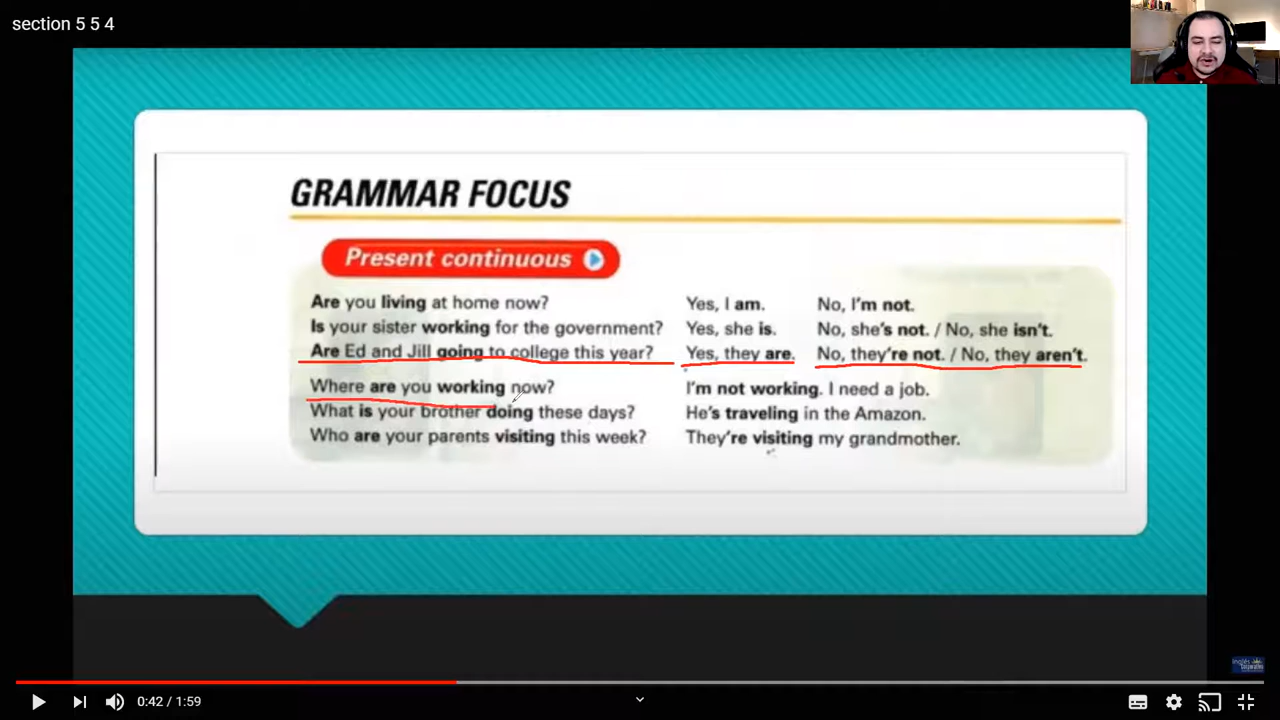 section 5 5 4
GRAMMAR FOCUS
Present continuous
Are you living at home now? Yes, I am. No, I'm not.
Is your sister working for the government? Yes, she is. No, she's not. / No, she isn't.
Are Ed and Jill going to college this year? Yes, they are. No, they're not. / No, they aren't.
Where are you working now? I'm not working. I need a job.
What is your brother doing these days? He's traveling in the Amazon.
Who are your parents visiting this week? They're visiting my grandmother.
Inglés
Corporativo
0:42 / 1:59